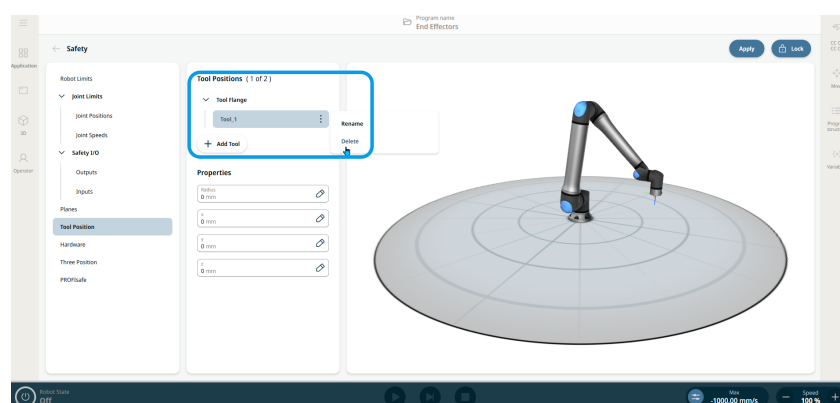 Program name
End Effectors
Safety
Apply
Lock
Application
3D
Operator
Robot Limits
Joint Limits
Joint Positions
Joint Speeds
Safety I/O
Outputs
Inputs
Planes
Tool Position
Hardware
Three Position
PROFIsafe
Tool Positions ( 1 of 2 )
Tool Flange
Tool_1
Add Tool
Rename
Delete
Properties
Radius
0 mm
X
0 mm
Y
0 mm
Z
0 mm
Robot State
Off
Max
-1000.00 mm/s
Speed
100 %